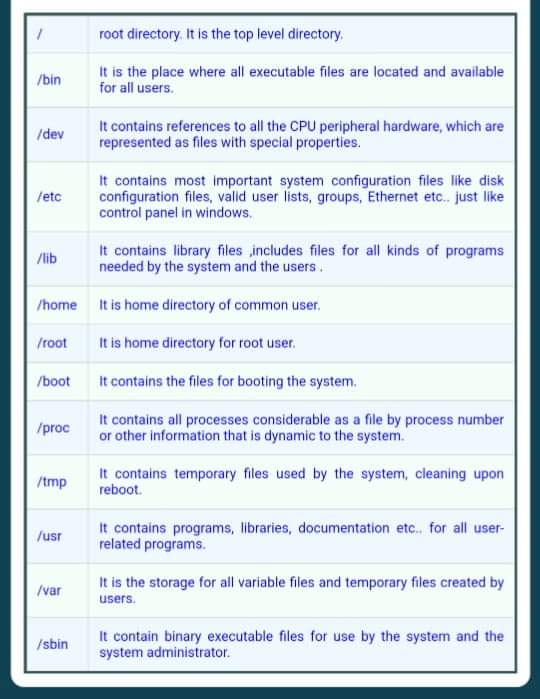 / root directory. It is the top level directory.
/bin It is the place where all executable files are located and available
for all users.
/dev It contains references to all the CPU peripheral hardware, which are
represented as files with special properties.
/etc It contains most important system configuration files like disk
configuration files, valid user lists, groups, Ethernet etc.. just like
control panel in windows.
/lib It contains library files ,includes files for all kinds of programs
needed by the system and the users .
/home It is home directory of common user.
/root It is home directory for root user.
/boot It contains the files for booting the system.
/proc It contains all processes considerable as a file by process number
or other information that is dynamic to the system.
/tmp It contains temporary files used by the system, cleaning upon
reboot.
/usr It contains programs, libraries, documentation etc.. for all user-
related programs.
/var It is the storage for all variable files and temporary files created by
users.
/sbin It contain binary executable files for use by the system and the
system administrator.